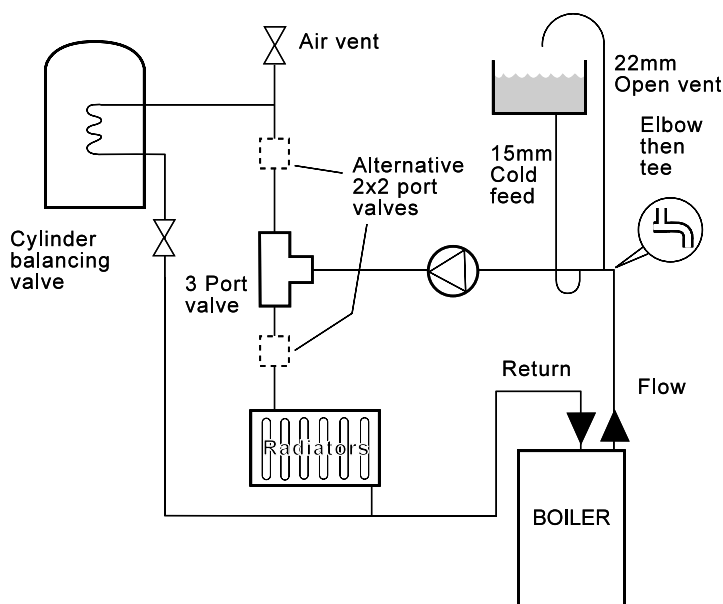 Air vent
22mm
Open vent
Elbow
then
tee
Alternative
2x2 port
valves
15mm
Cold
feed
Cylinder
balancing
valve
3 Port
valve
Return
Flow
Radiators
BOILER